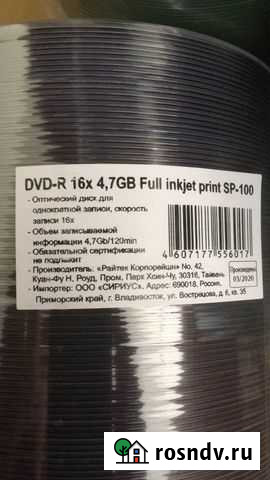 DVD-R 16x 4,7GB Full inkjet print SP-100
- Оптический диск для
однократной записи, скорость
записи 16x
- Объем записываемой
информации 4,7Gb/120min
- Обязательной сертификации
не подлежит
4 607177 556017
- Производитель: «Райтек Корпорейшн» No. 42,
Куан-Фу Н, Роуд, Пром. Парк Хсин-Чу, 30316, Тайвень
- Импортер: ООО «СИРИУС», Адрес: 690018, Россия,
Приморский край, г. Владивосток, ул. Вострецова, д. 6, кв. 35
Произведено
03/2020
rosndv.ru